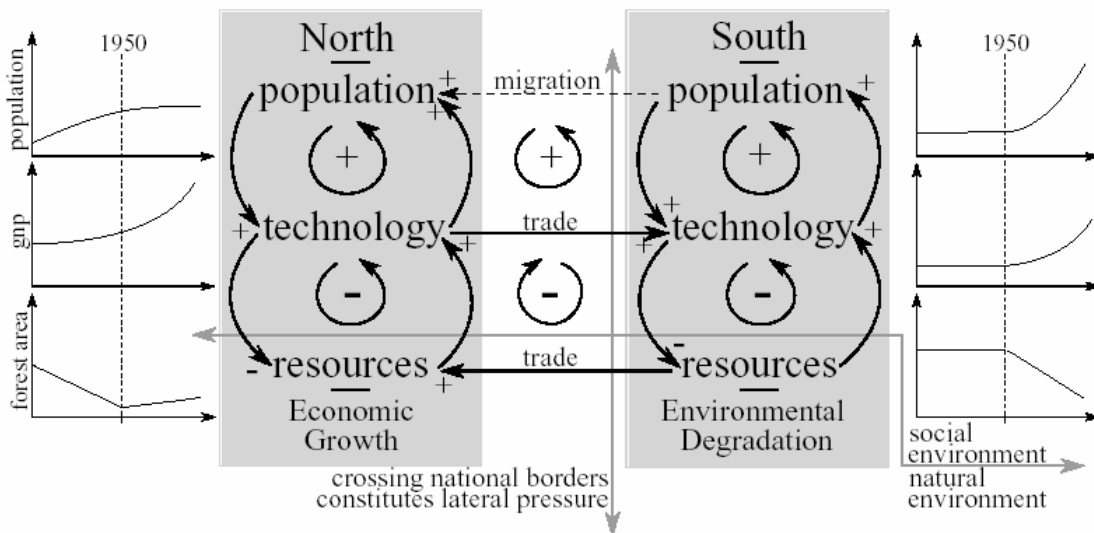 1950
North
South
1950
population
population
migration
population
+
+
+
+
+
+
+
gnp
+
technology
+
trade
+
+
technology
+
-
-
-
forest area
-
resources
+
trade
-
resources
Economic
Growth
Environmental
Degradation
social
environment
natural
environment
crossing national borders
constitutes lateral pressure